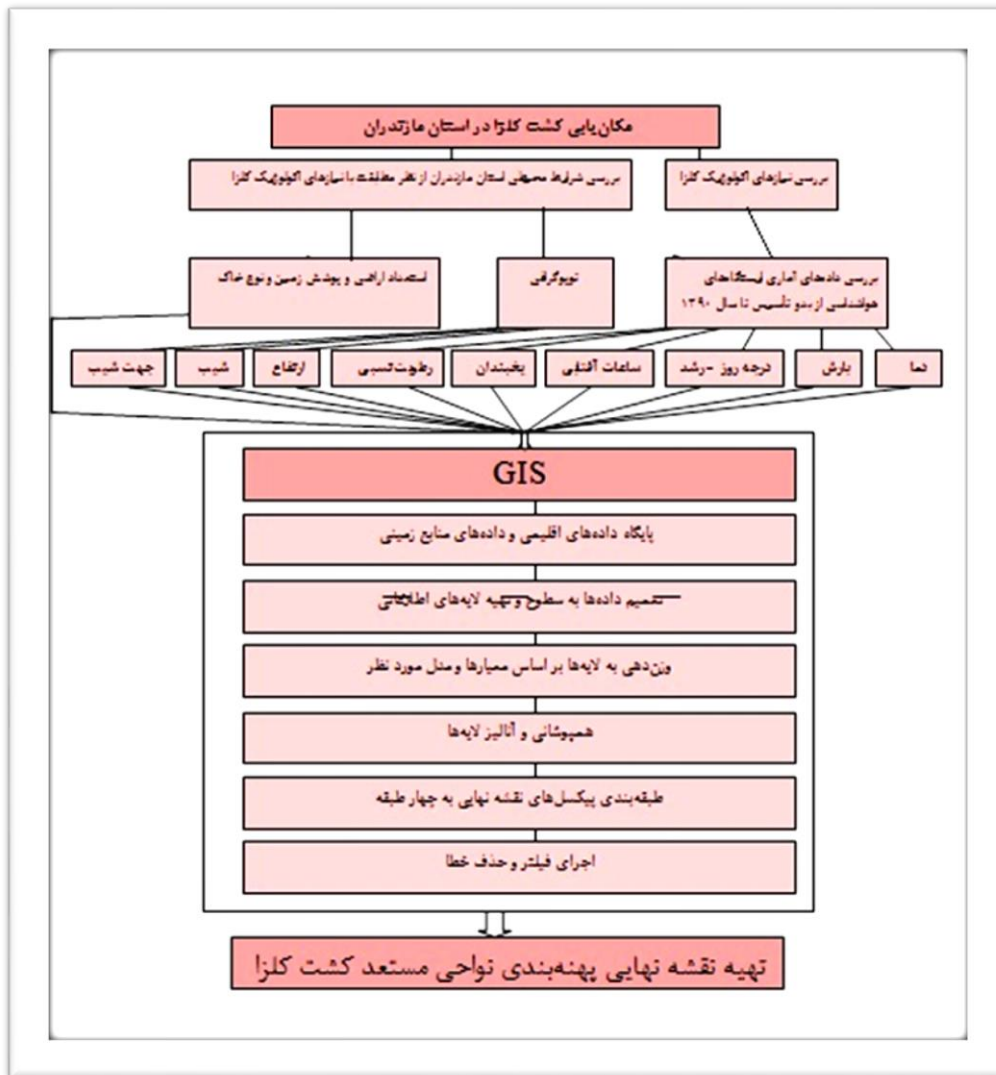 مکان‌یابی کشت کلزا در استان مازندران
بررسی نیازهای اکولوژیک کلزا
بررسی شرایط محیطی استان مازندران از نظر مطابقت با نیازهای اکولوژیک کلزا
بررسی داده‌های آماری ایستگاه‌های
هواشناسی از بدو تأسیس تا سال ۱۳۹۰
توپوگرافی
استعداد اراضی و پوشش زمین و نوع خاک
دما
بارش
درجه روز - رشد
ساعات آفتابی
یخبندان
رطوبت نسبی
ارتفاع
شیب
جهت شیب
GIS
پایگاه داده‌های اقلیمی و داده‌های منابع زمینی
تعمیم داده‌ها به سطوح و تهیه لایه‌های اطلاعاتی
وزن‌دهی به لایه‌ها بر اساس معیارها و مدل مورد نظر
همپوشانی و آنالیز لایه‌ها
طبقه‌بندی پیکسل‌های نقشه نهایی به چهار طبقه
اجرای فیلتر و حذف خطا
تهیه نقشه نهایی پهنه‌بندی نواحی مستعد کشت کلزا